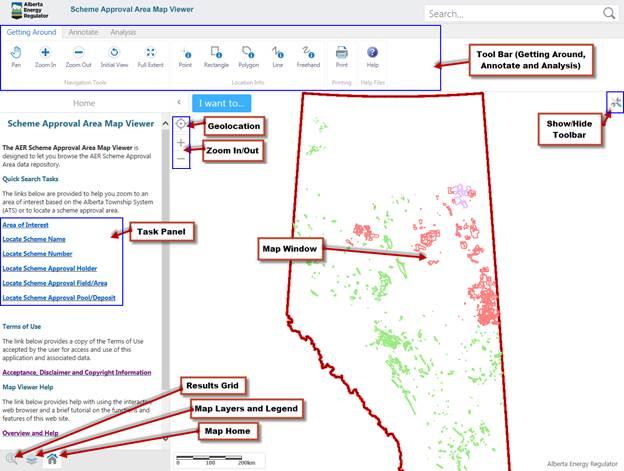 Alberta
Energy
Regulator
Scheme Approval Area Map Viewer
Search...
Getting Around Annotate Analysis
Pan Zoom In Zoom Out Initial View Full Extent Point Rectangle Polygon Line Freehand Print Help
Navigation Tools Location Info Printing Help Files
Tool Bar (Getting Around,
Annotate and Analysis)
Home
I want to...
Scheme Approval Area Map Viewer
Geolocation
Zoom In/Out
Show/Hide
Toolbar
The AER Scheme Approval Area Map Viewer is
designed to let you browse the AER Scheme Approval
Area data repository.
Quick Search Tasks
The links below are provided to help you zoom to an
area of interest based on the Alberta Township System
(ATS) or to locate a scheme approval area.
Area of Interest
Locate Scheme Name
Locate Scheme Number
Locate Scheme Approval Holder
Locate Scheme Approval Field/Area
Locate Scheme Approval Pool/Deposit
Task Panel
Map Window
Terms of Use
The link below provides a copy of the Terms of Use
accepted by the user for access and use of this
application and associated data.
Acceptance, Disclaimer and Copyright Information
Map Viewer Help
The link below provides help with using the interactive
web browser and a brief tutorial on the functions and
features of this web site.
Overview and Help
Results Grid
Map Layers and Legend
Map Home
0 100 200km
Alberta Energy Regulator